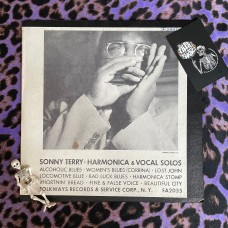 SONNY TERRY · HARMONICA & VOCAL SOLOS
ALCOHOLIC BLUES · WOMEN'S BLUES (CORRINA) · LOST JOHN
LOCOMOTIVE BLUE · BAD LUCK BLUES · HARMONICA STOMP
SHORTNIN' BREAD · FINE & FALSE VOICE · BEAUTIFUL CITY
FOLKWAYS RECORDS & SERVICE CORP., N. Y. FA2035